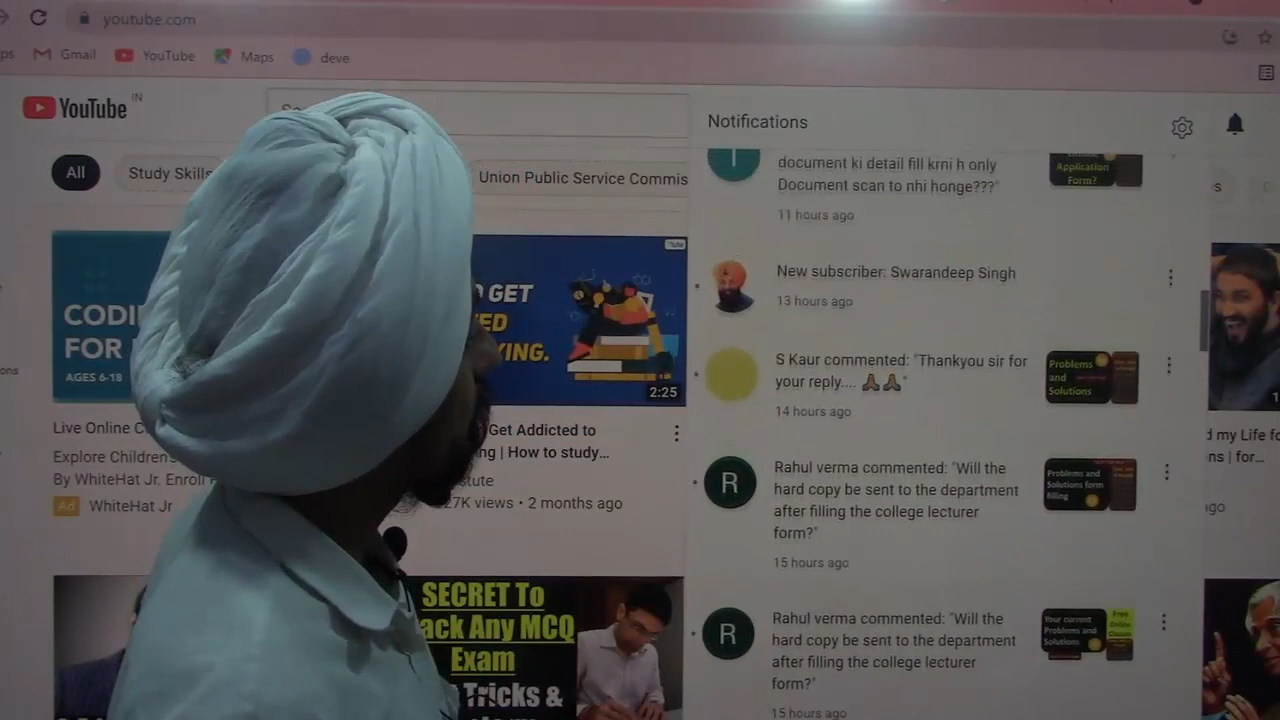 youtube.com
ps
Gmail
YouTube
Maps
deve
YouTube IN
Notifications
All
Study Skills
Union Public Service Commis
s
document ki detail fill krni h only
Document scan to nhi honge???"
11 hours ago
Application
Form?
New subscriber: Swarandeep Singh
13 hours ago
S Kaur commented: "Thankyou sir for
your reply.... 🙏🙏"
14 hours ago
Problems
and
Solutions
R
Rahul verma commented: "Will the
hard copy be sent to the department
after filling the college lecturer
form?"
15 hours ago
Problems and
Solutions form
filling
R
Rahul verma commented: "Will the
hard copy be sent to the department
after filling the college lecturer
form?"
15 hours ago
Your current
Problems and
Solutions
Free
Online
Classes
CODI
FOR
AGES 6-18
GET
ED
KING.
2:25
Live Online C
Explore Children
By WhiteHat Jr. Enroll
Ad
WhiteHat Jr
Get Addicted to
ng | How to study...
stute
27K views • 2 months ago
ons
SECRET To
ack Any MCQ
Exam
Tricks &
d my Life fo
ns | for...
ago